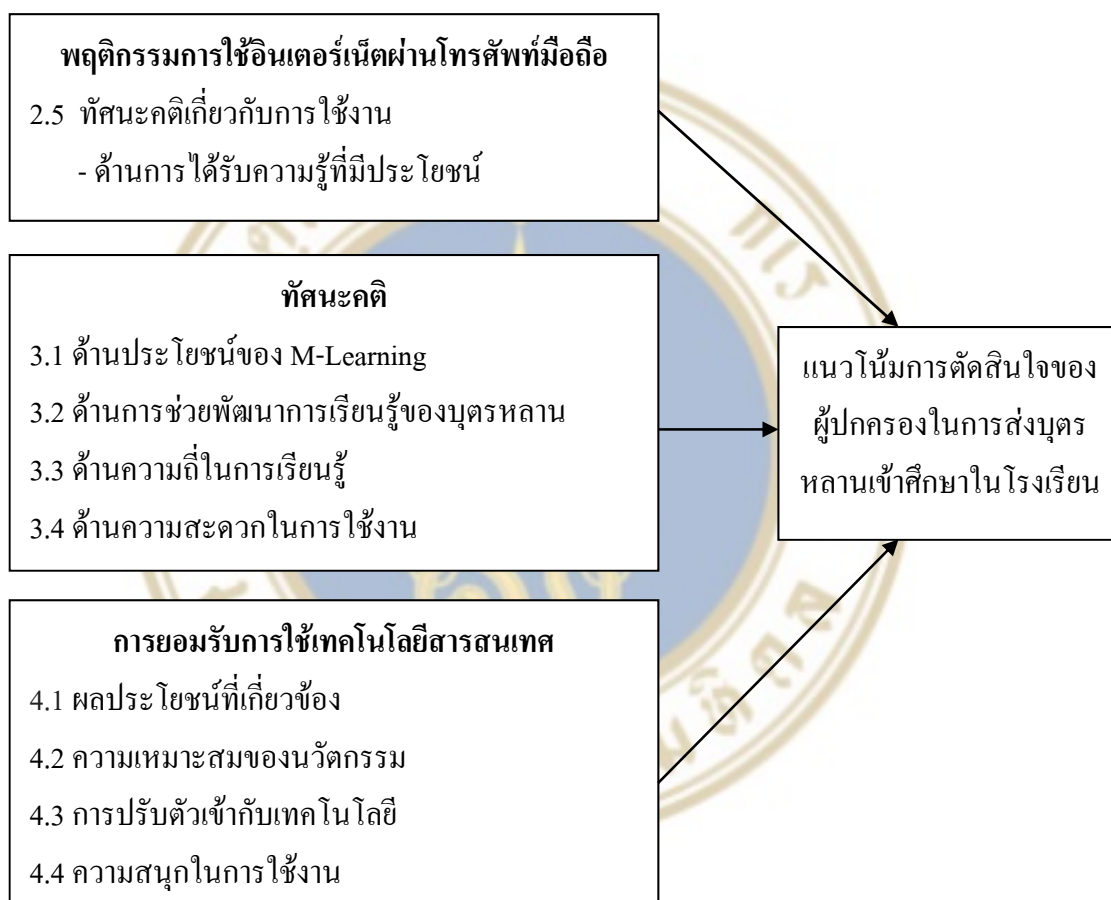 พฤติกรรมการใช้อินเตอร์เน็ตผ่านโทรศัพท์มือถือ
2.5 ทัศนะคติเกี่ยวกับการใช้งาน
- ด้านการได้รับความรู้ที่มีประโยชน์
ทัศนะคติ
3.1 ด้านประโยชน์ของ M-Learning
3.2 ด้านการช่วยพัฒนาการเรียนรู้ของบุตรหลาน
3.3 ด้านความถี่ในการเรียนรู้
3.4 ด้านความสะดวกในการใช้งาน
แนวโน้มการตัดสินใจของ
ผู้ปกครองในการส่งบุตร
หลานเข้าศึกษาในโรงเรียน
การยอมรับการใช้เทคโนโลยีสารสนเทศ
4.1 ผลประโยชน์ที่เกี่ยวข้อง
4.2 ความเหมาะสมของนวัตกรรม
4.3 การปรับตัวเข้ากับเทคโนโลยี
4.4 ความสนุกในการใช้งาน